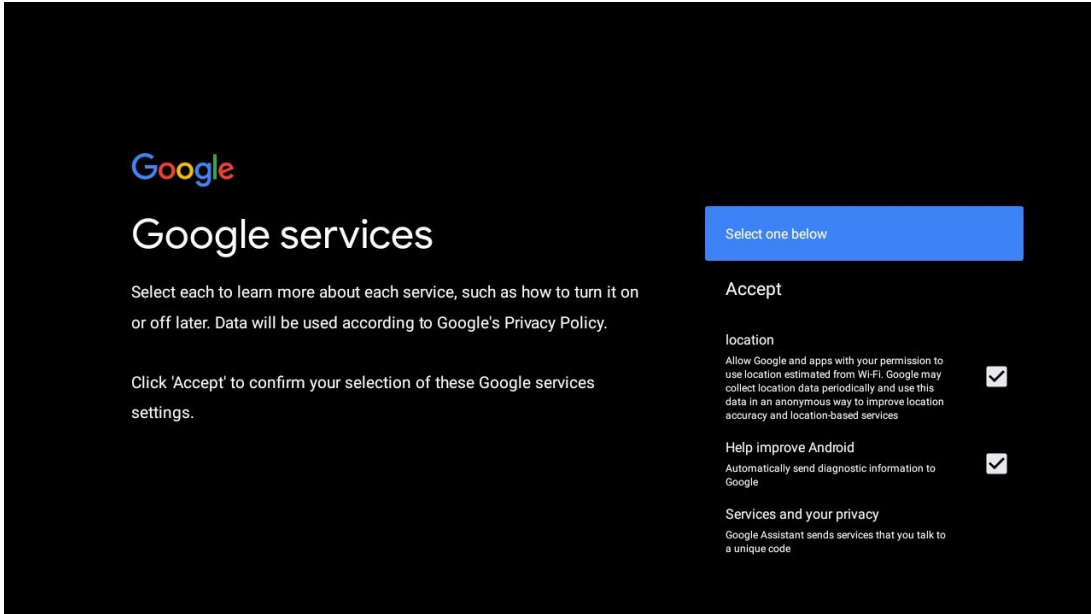 Google
Google services
Select each to learn more about each service, such as how to turn it on
or off later. Data will be used according to Google's Privacy Policy.
Click 'Accept' to confirm your selection of these Google services
settings.
Select one below
Accept
location
Allow Google and apps with your permission to
use location estimated from Wi-Fi. Google may
collect location data periodically and use this
data in an anonymous way to improve location
accuracy and location-based services
Help improve Android
Automatically send diagnostic information to
Google
Services and your privacy
Google Assistant sends services that you talk to
a unique code